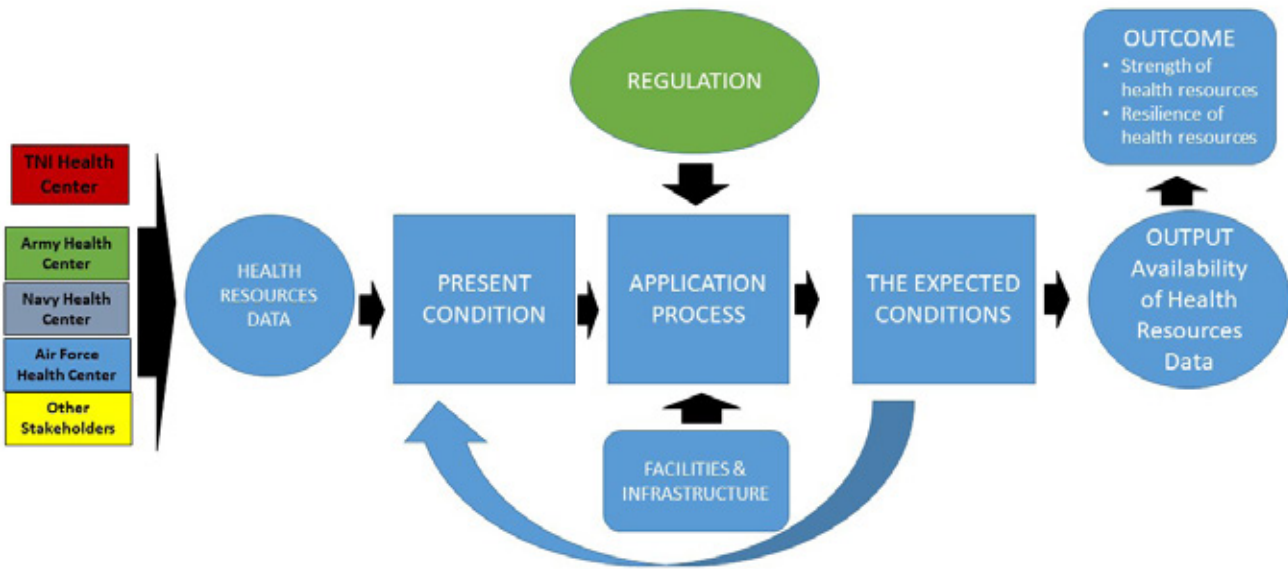 TNI Health
Center
Army Health
Center
Navy Health
Center
Air Force
Health Center
Other
Stakeholders
HEALTH
RESOURCES
DATA
PRESENT
CONDITION
REGULATION
APPLICATION
PROCESS
FACILITIES &
INFRASTRUCTURE
THE EXPECTED
CONDITIONS
OUTPUT
Availability
of Health
Resources
Data
OUTCOME
• Strength of
health resources
• Resilience of
health resources